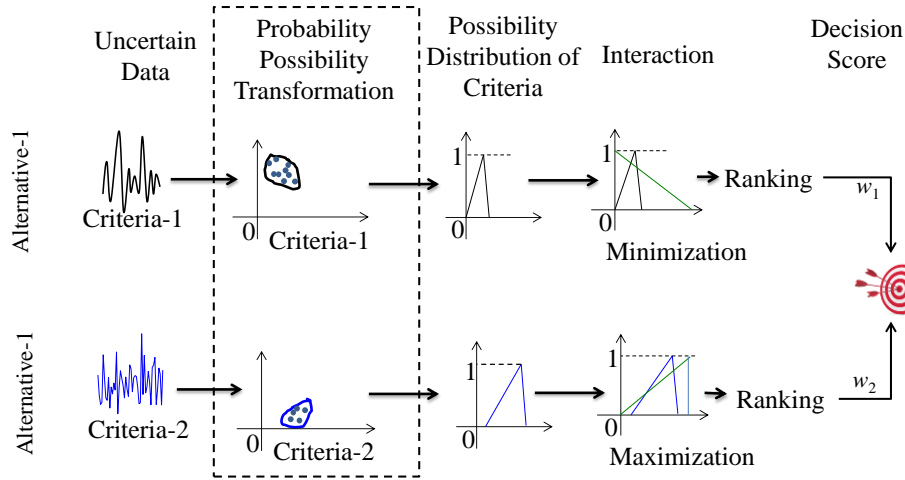 Uncertain
Data
Probability
Possibility
Transformation
Possibility
Distribution of
Criteria
Interaction
Decision
Score
Alternative-1
Criteria-1
0
Criteria-1
1
0
1
0
Minimization
Ranking
w1
Alternative-1
Criteria-2
0
Criteria-2
1
0
1
0
Maximization
Ranking
w2